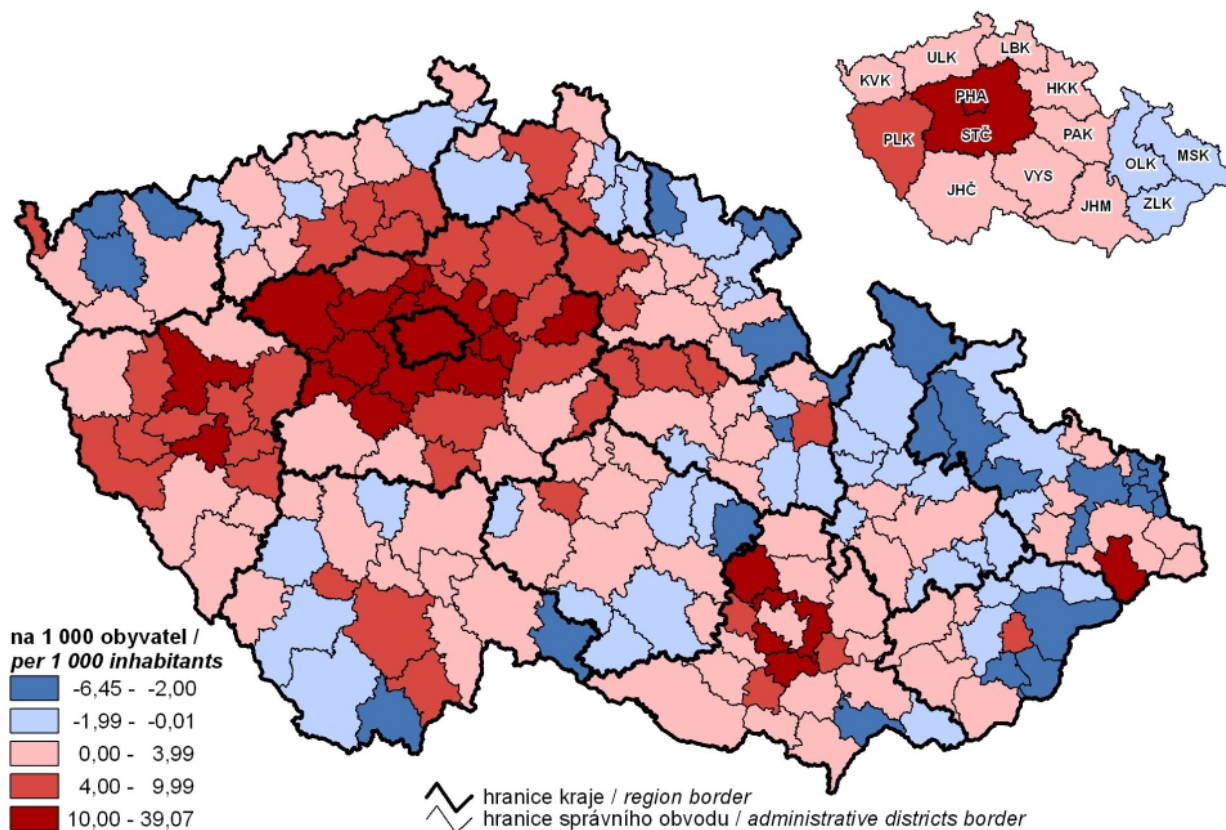 LBK
ULK
KVK
HKK
PHA
PLK
STČ
PAK
OLK
MSK
VYS
JHČ
JHM
ZLK
na 1 000 obyvatel /
per 1 000 inhabitants
-6,45 - -2,00
-1,99 - -0,01
0,00 - 3,99
4,00 - 9,99
10,00 - 39,07
hranice kraje / region border
hranice správního obvodu / administrative districts border